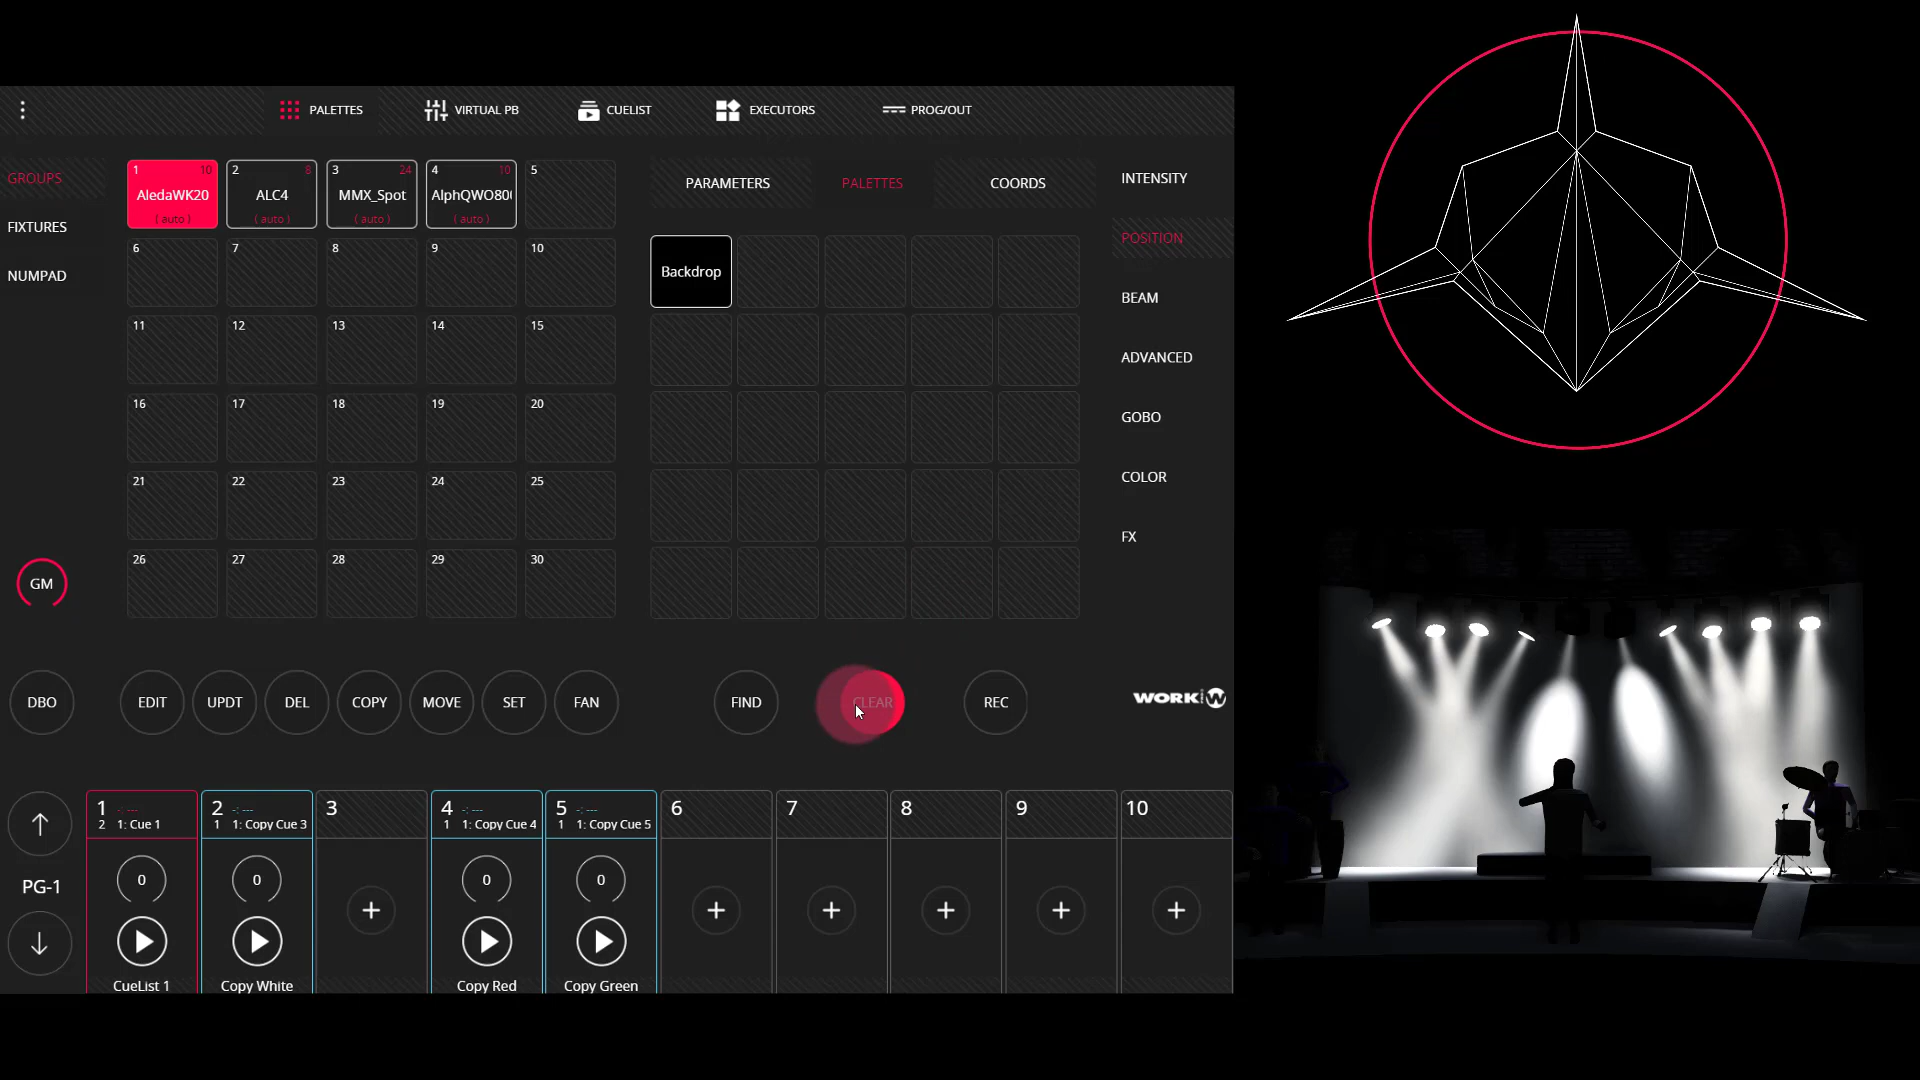 PALETTES
VIRTUAL PB
CUELIST
EXECUTORS
PROG/OUT
GROUPS
FIXTURES
NUMPAD
1 10
AledaWK20
( auto )
2 8
ALC4
( auto )
3 24
MMX_Spot
( auto )
4 10
AlphQWO80
( auto )
5
6
7
8
9
10
11
12
13
14
15
16
17
18
19
20
21
22
23
24
25
26
27
28
29
30
PARAMETERS
PALETTES
COORDS
Backdrop
INTENSITY
POSITION
BEAM
ADVANCED
GOBO
COLOR
FX
GM
DBO
EDIT
UPDT
DEL
COPY
MOVE
SET
FAN
FIND
CLEAR
REC
WORK W
PG-1
1 -: ---
2 1: Cue 1
0
CueList 1
2 -: ---
1 1: Copy Cue 3
0
Copy White
3
+
4 -: ---
1 1: Copy Cue 4
0
Copy Red
5 -: ---
1 1: Copy Cue 5
0
Copy Green
6
+
7
+
8
+
9
+
10
+